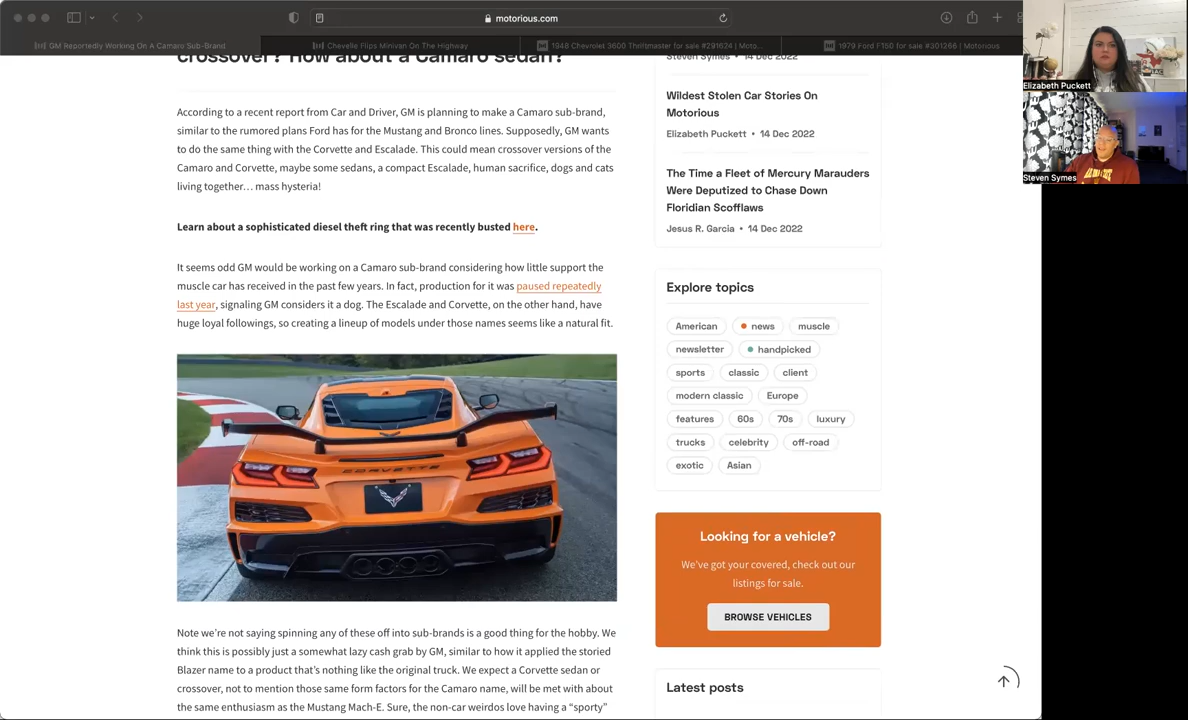 motorious.com
GM Reportedly Working On A Camaro Sub-Brand
Chevelle Flips Minivan On The Highway
1948 Chevrolet 3600 Thriftmaster for sale #291624 | Moto...
1979 Ford F150 for sale #301266 | Motorious
Elizabeth Puckett
Steven Symes
crossover? How about a Camaro sedan?
According to a recent report from Car and Driver, GM is planning to make a Camaro sub-brand,
similar to the rumored plans Ford has for the Mustang and Bronco lines. Supposedly, GM wants
to do the same thing with the Corvette and Escalade. This could mean crossover versions of the
Camaro and Corvette, maybe some sedans, a compact Escalade, human sacrifice, dogs and cats
living together... mass hysteria!
Learn about a sophisticated diesel theft ring that was recently busted here.
It seems odd GM would be working on a Camaro sub-brand considering how little support the
muscle car has received in the past few years. In fact, production for it was paused repeatedly
last year, signaling GM considers it a dog. The Escalade and Corvette, on the other hand, have
huge loyal followings, so creating a lineup of models under those names seems like a natural fit.
CORVETTE
Note we're not saying spinning any of these off into sub-brands is a good thing for the hobby. We
think this is possibly just a somewhat lazy cash grab by GM, similar to how it applied the storied
Blazer name to a product that's nothing like the original truck. We expect a Corvette sedan or
crossover, not to mention those same form factors for the Camaro name, will be met with about
the same enthusiasm as the Mustang Mach-E. Sure, the non-car weirdos love having a "sporty"
Steven Symes • 14 Dec 2022
Wildest Stolen Car Stories On
Motorious
Elizabeth Puckett • 14 Dec 2022
The Time a Fleet of Mercury Marauders
Were Deputized to Chase Down
Floridian Scofflaws
Jesus R. Garcia • 14 Dec 2022
Explore topics
American news muscle
newsletter handpicked
sports classic client
modern classic Europe
features 60s 70s luxury
trucks celebrity off-road
exotic Asian
Looking for a vehicle?
We've got your covered, check out our
listings for sale.
BROWSE VEHICLES
Latest posts